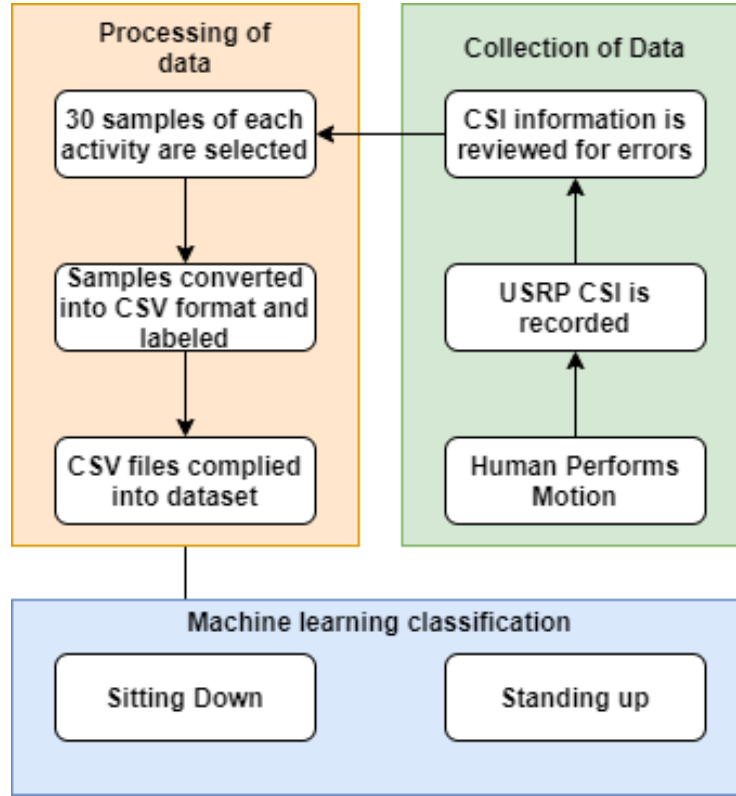 Processing of
data
30 samples of each
activity are selected
Samples converted
into CSV format and
labeled
CSV files complied
into dataset
Collection of Data
CSI information is
reviewed for errors
USRP CSI is
recorded
Human Performs
Motion
Machine learning classification
Sitting Down
Standing up